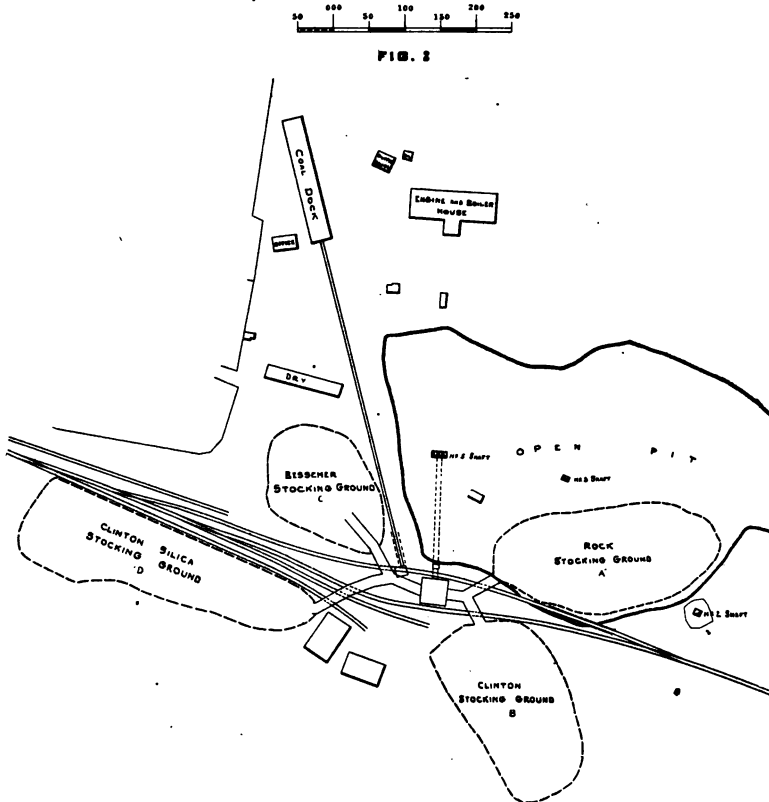 50 000 50 100 150 200 250
FIG. 2
COAL DOCK
ENGINE AND BOILER
HOUSE
OFFICE
DRY
OPEN PIT
NO.5 SHAFT
NO.3 SHAFT
BESSEMER
STOCKING GROUND
C
CLINTON SILICA
STOCKING GROUND
D
ROCK
STOCKING GROUND
A
NO.2 SHAFT
CLINTON
STOCKING GROUND
B